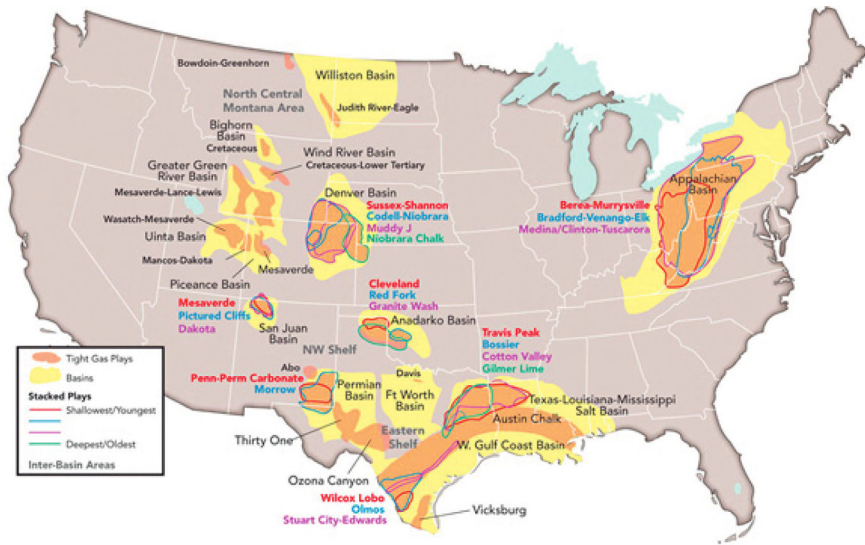 Bowdoin-Greenhorn
Williston Basin
North Central
Montana Area
Judith River-Eagle
Bighorn
Basin
Cretaceous
Wind River Basin
Cretaceous-Lower Tertiary
Greater Green
River Basin
Mesaverde-Lance-Lewis
Denver Basin
Wasatch-Mesaverde
Sussex-Shannon
Codell-Niobrara
Muddy J
Niobrara Chalk
Uinta Basin
Mancos-Dakota
Mesaverde
Piceance Basin
Berea-Murrysville
Bradford-Venango-Elk
Medina/Clinton-Tuscarora
Appalachian
Basin
Mesaverde
Pictured Cliffs
Dakota
San Juan
Basin
Cleveland
Red Fork
Granite Wash
Anadarko Basin
NW Shelf
Abo
Penn-Perm Carbonate
Morrow
Permian
Basin
Davis
Ft Worth
Basin
Travis Peak
Bossier
Cotton Valley
Gilmer Lime
Texas-Louisiana-Mississippi
Salt Basin
Austin Chalk
Thirty One
Eastern
Shelf
W. Gulf Coast Basin
Ozona Canyon
Wilcox Lobo
Olmos
Stuart City-Edwards
Vicksburg
Tight Gas Plays
Basins
Stacked Plays
Shallowest/Youngest
Deepest/Oldest
Inter-Basin Areas